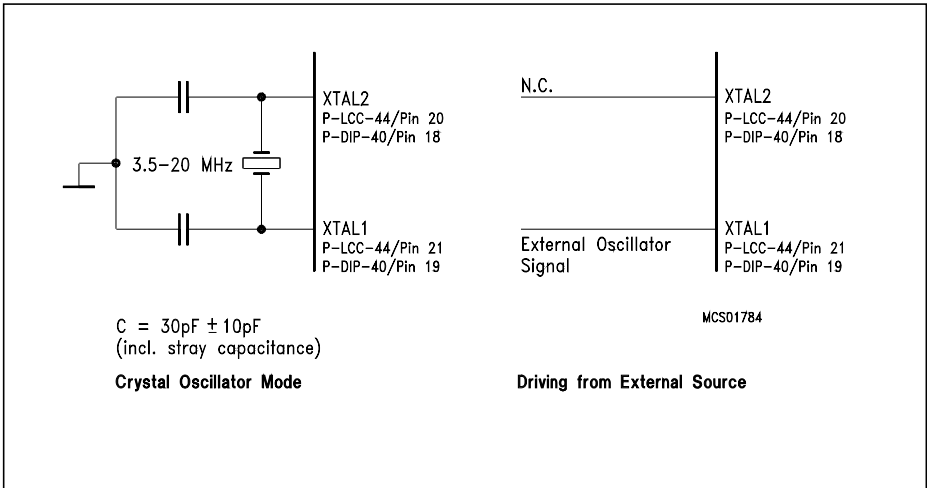 XTAL2
P-LCC-44/Pin 20
P-DIP-40/Pin 18
3.5-20 MHz
XTAL1
P-LCC-44/Pin 21
P-DIP-40/Pin 19
C = 30pF ± 10pF
(incl. stray capacitance)
Crystal Oscillator Mode
N.C.
XTAL2
P-LCC-44/Pin 20
P-DIP-40/Pin 18
External Oscillator
Signal
XTAL1
P-LCC-44/Pin 21
P-DIP-40/Pin 19
MCS01784
Driving from External Source